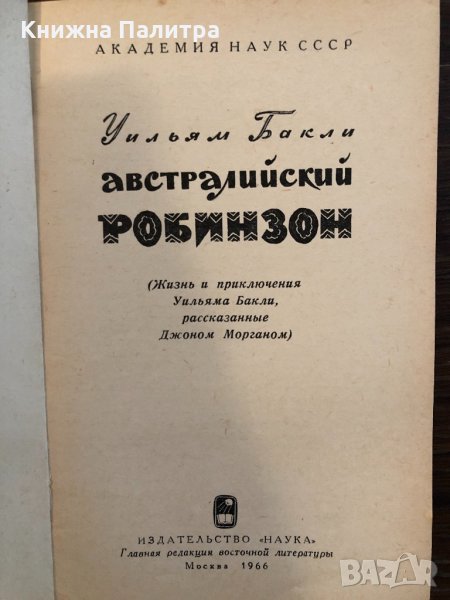 Книжна Палитра
АКАДЕМИЯ НАУК СССР
Уильям Бакли
АВСТРАЛИЙСКИЙ
РОБИНЗОН
(Жизнь и приключения
Уильяма Бакли,
рассказанные
Джоном Морганом)
ИЗДАТЕЛЬСТВО «НАУКА»
Главная редакция восточной литературы
Москва 1966
BAZAR